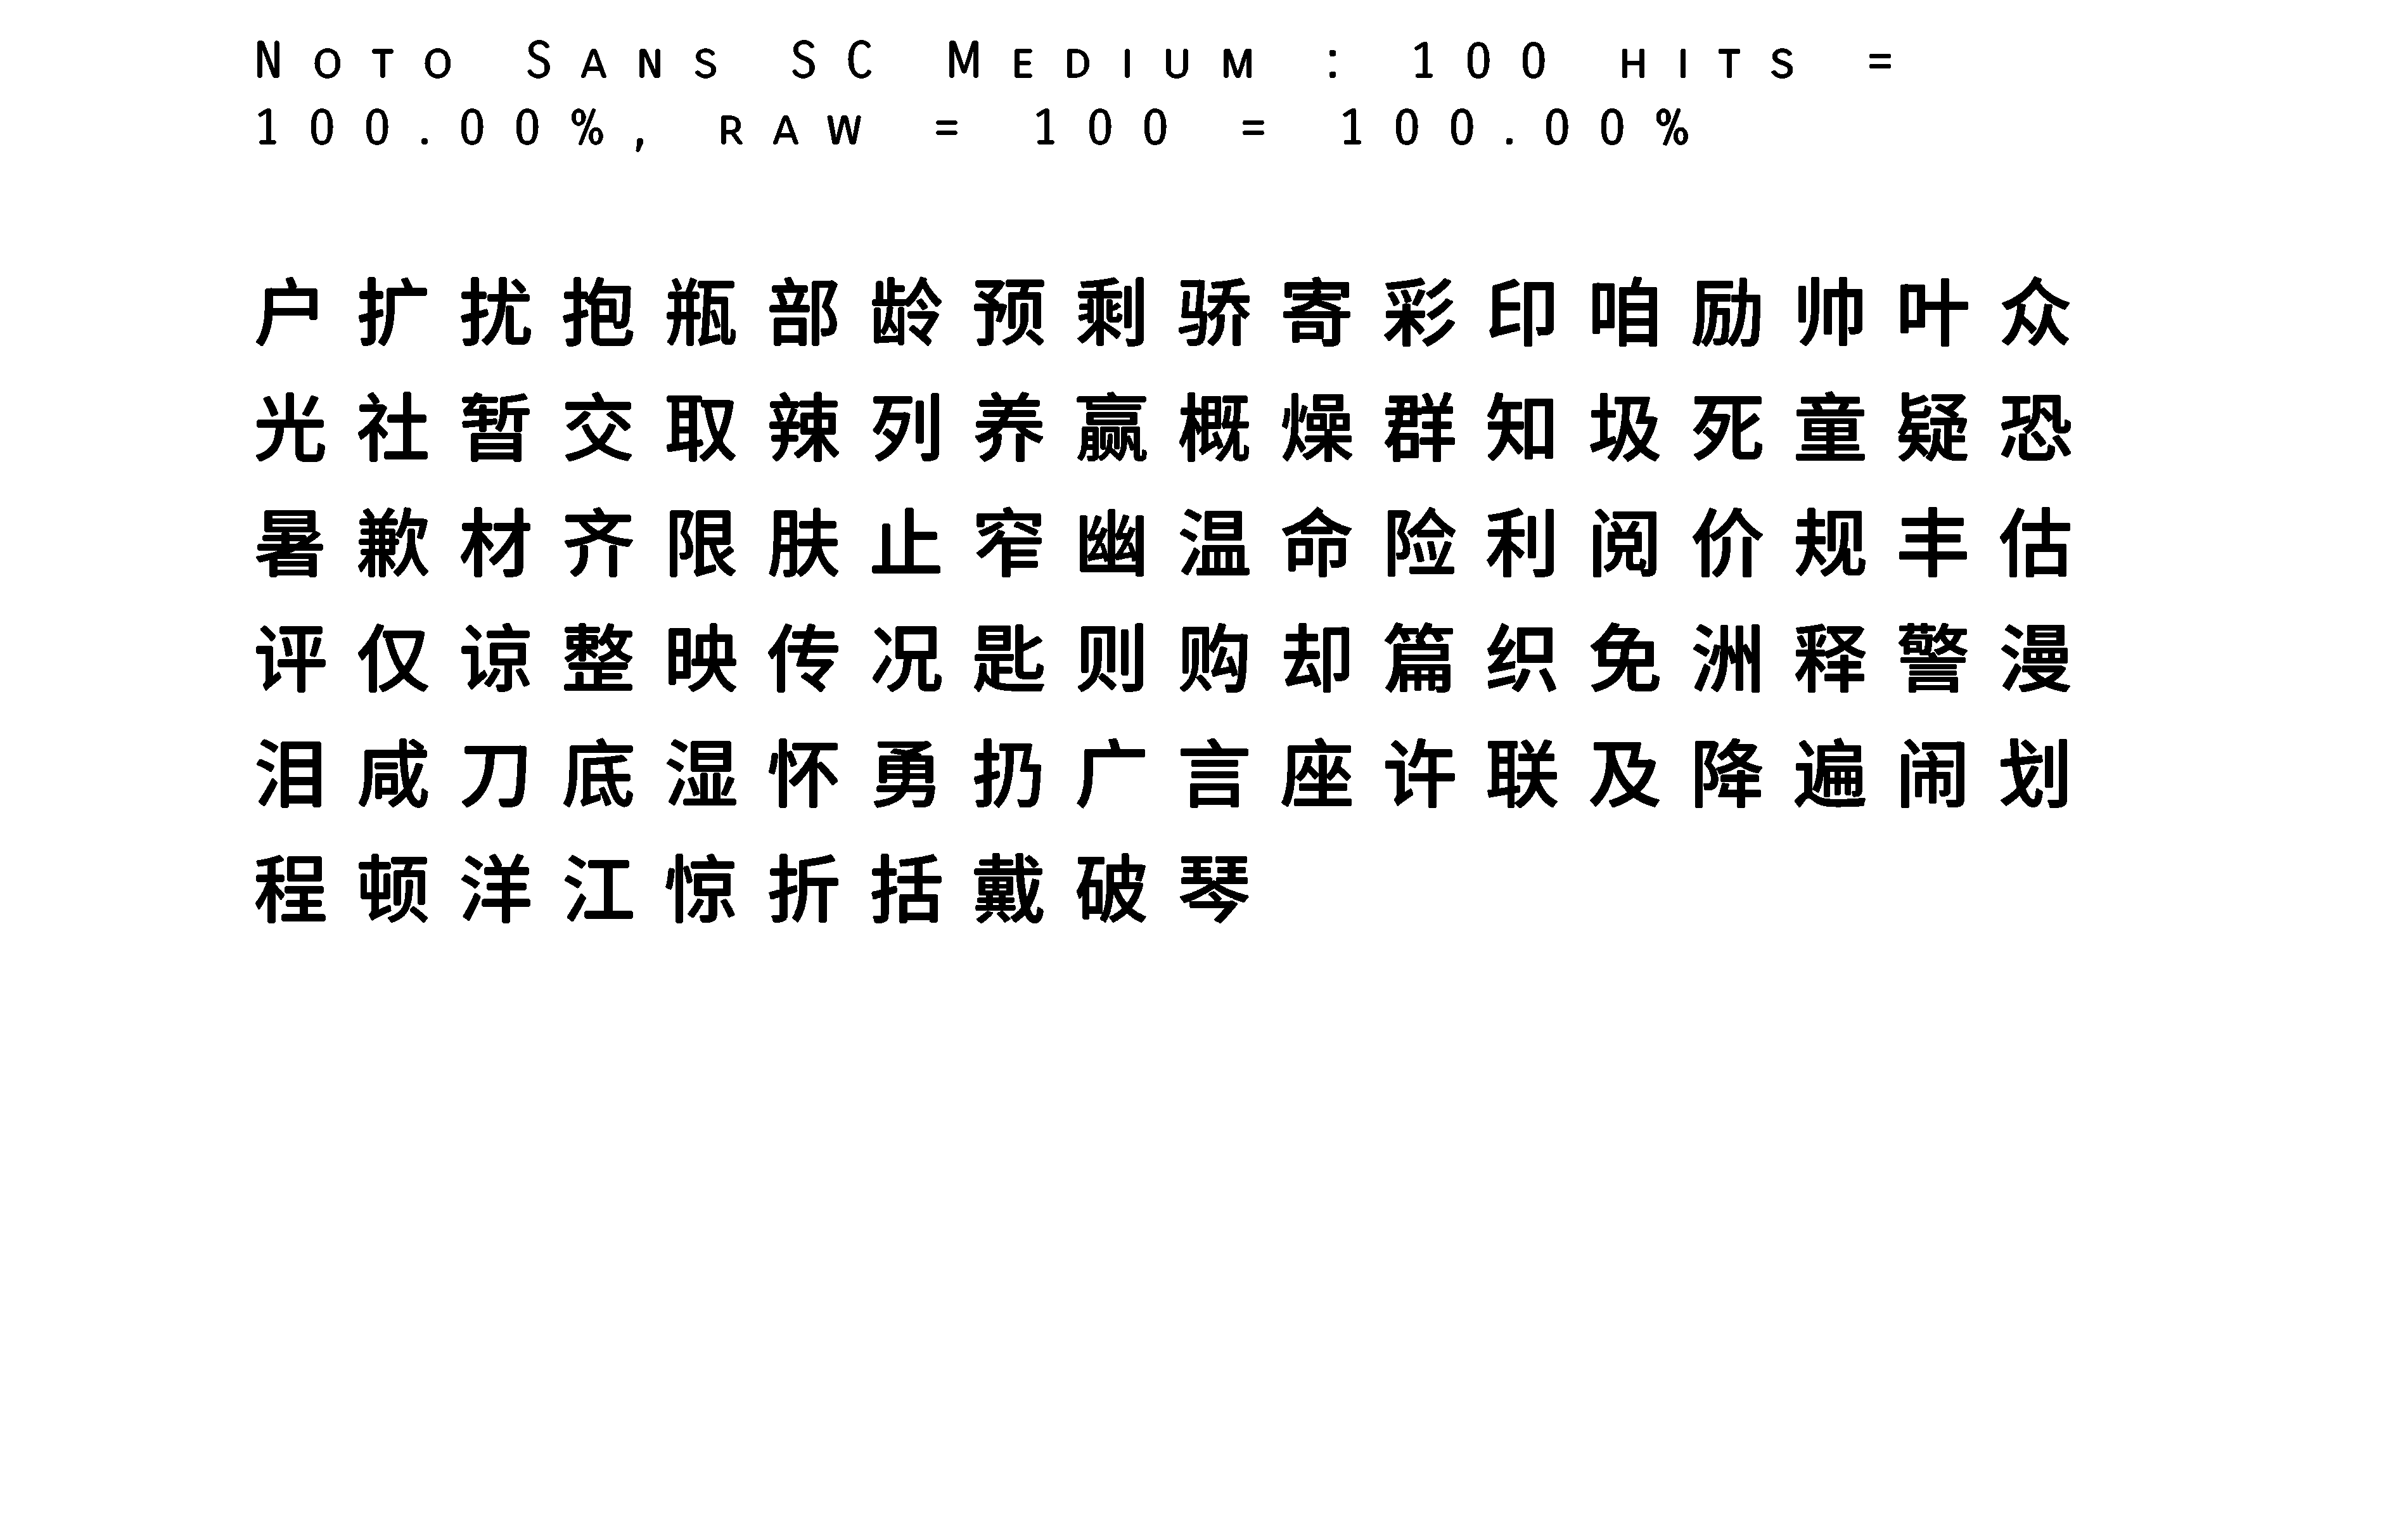 Noto Sans SC Medium : 100 hits =
100.00%, raw = 100 = 100.00%
户扩扰抱瓶部龄预剩骄寄彩印咱励帅叶众
光社暂交取辣列养赢概燥群知圾死童疑恐
暑歉材齐限肤止窄幽温命险利阅价规丰估
评仅谅整映传况匙则购却篇织免洲释警漫
泪咸刀底湿怀勇扔广言座许联及降遍闹划
程顿洋江惊折括戴破琴